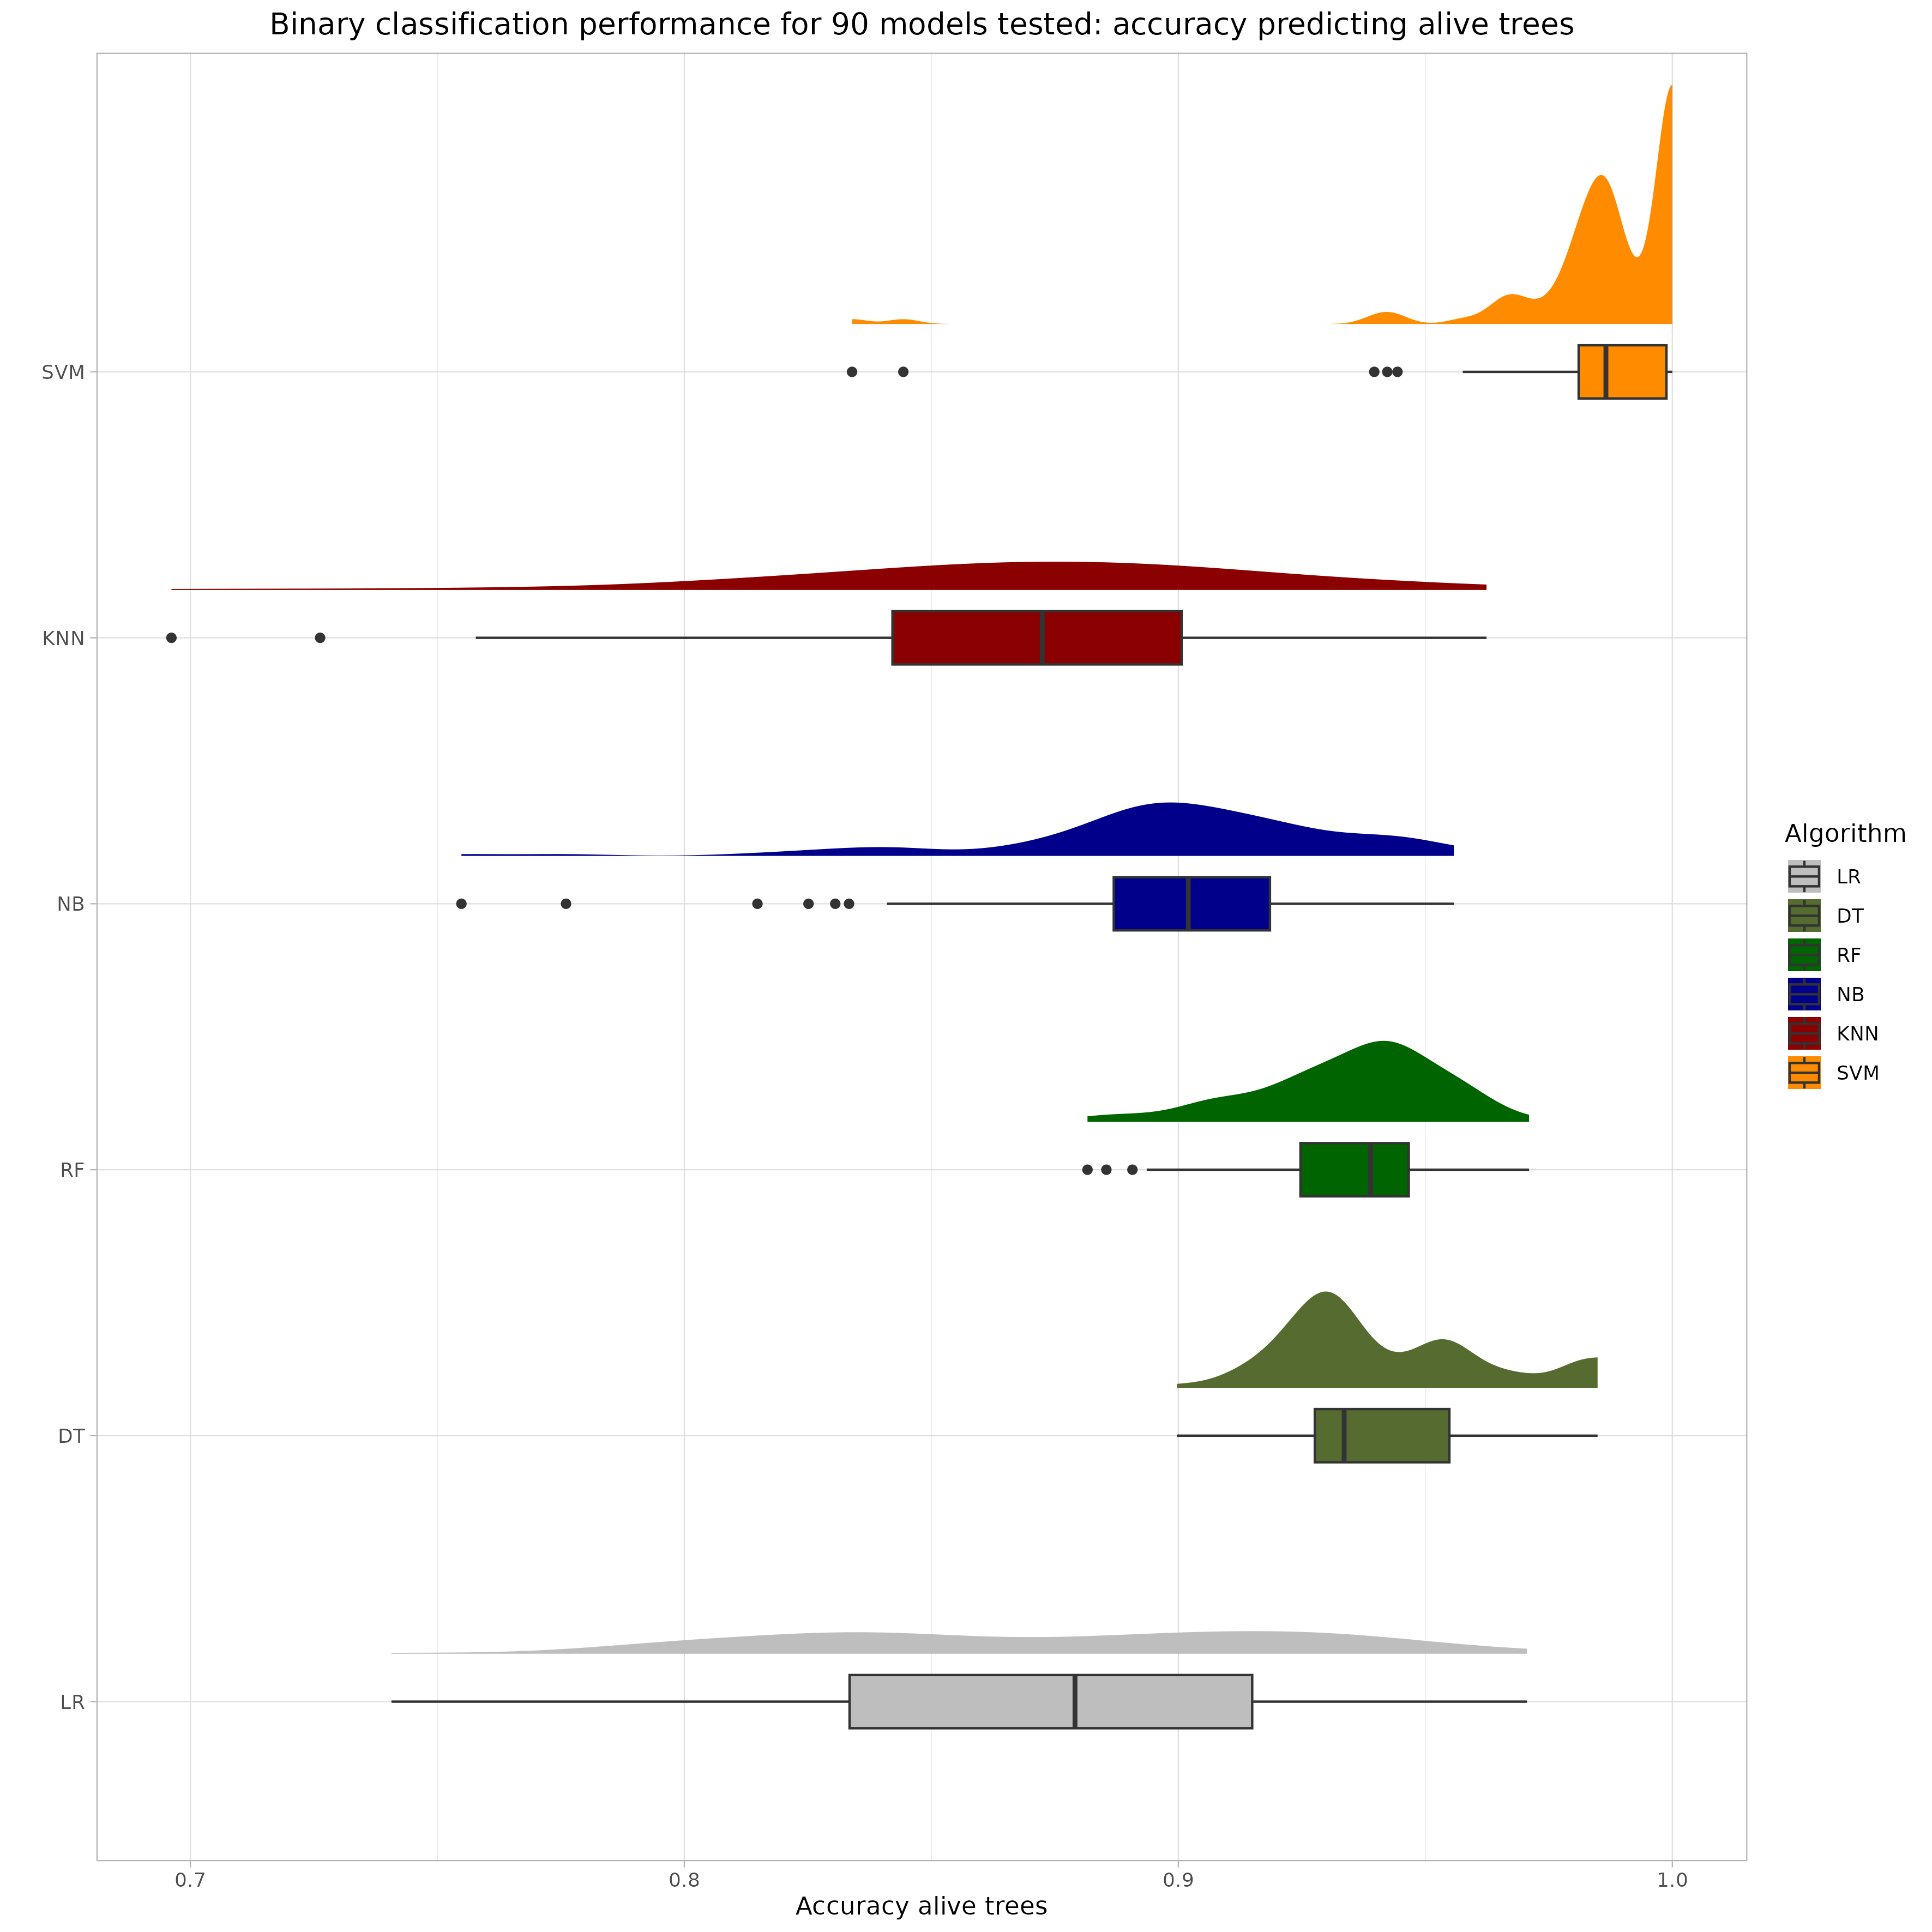 Binary classification performance for 90 models tested: accuracy predicting alive trees
SVM
KNN
NB
RF
DT
LR
0.7
0.8
0.9
1.0
Accuracy alive trees
Algorithm
LR
DT
RF
NB
KNN
SVM